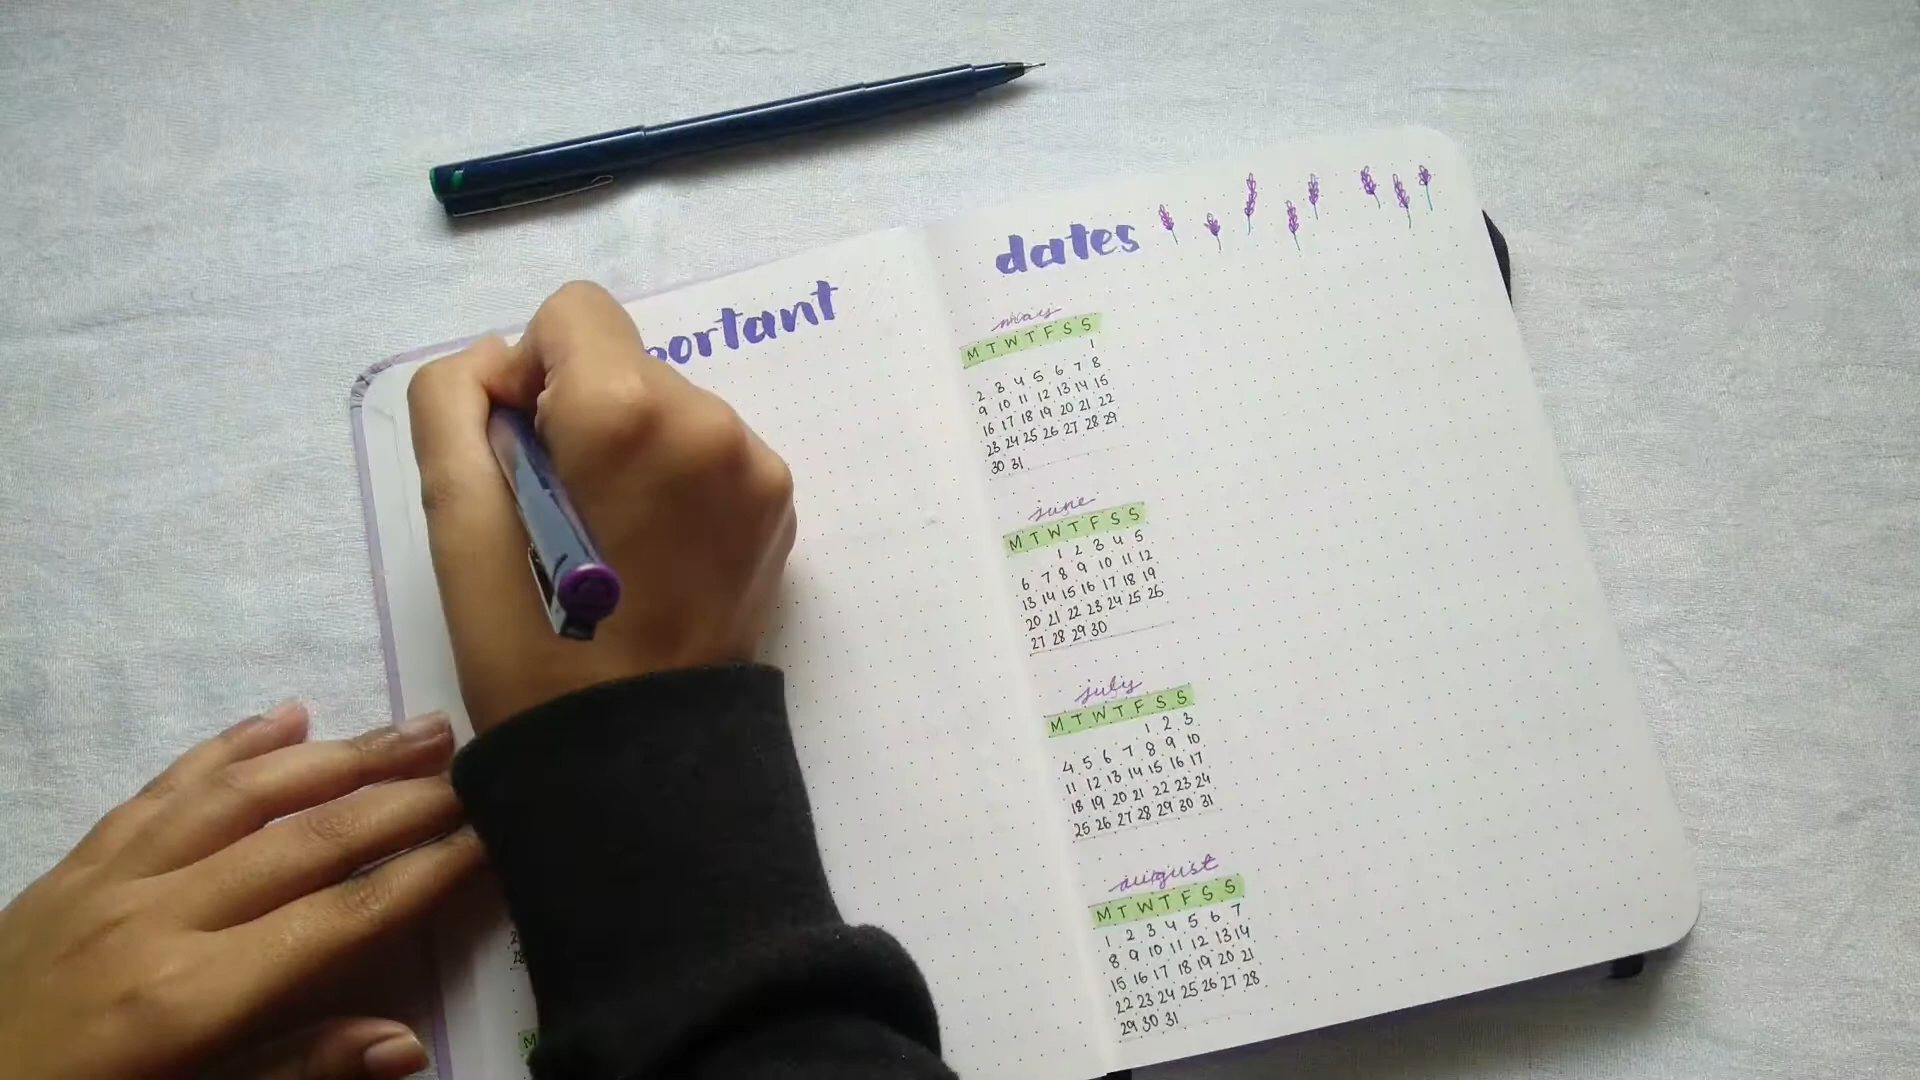 portant
dates
may
M T W T F S S
1
2 3 4 5 6 7 8
9 10 11 12 13 14 15
16 17 18 19 20 21 22
23 24 25 26 27 28 29
30 31
june
M T W T F S S
1 2 3 4 5
6 7 8 9 10 11 12
13 14 15 16 17 18 19
20 21 22 23 24 25 26
27 28 29 30
july
M T W T F S S
1 2 3
4 5 6 7 8 9 10
11 12 13 14 15 16 17
18 19 20 21 22 23 24
25 26 27 28 29 30 31
august
M T W T F S S
1 2 3 4 5 6 7
8 9 10 11 12 13 14
15 16 17 18 19 20 21
22 23 24 25 26 27 28
29 30 31
M